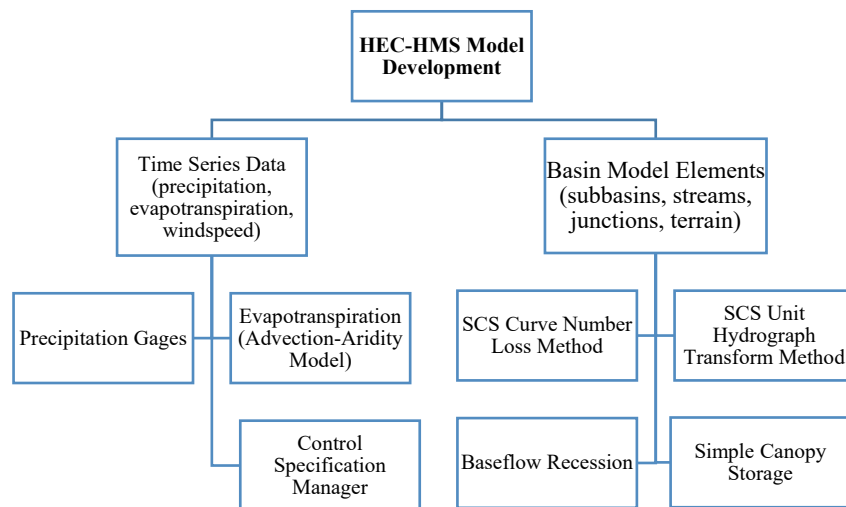 HEC-HMS Model
Development
Time Series Data
(precipitation,
evapotranspiration,
windspeed)
Basin Model Elements
(subbasins, streams,
junctions, terrain)
Precipitation Gages
Evapotranspiration
(Advection-Aridity
Model)
SCS Curve Number
Loss Method
SCS Unit
Hydrograph
Transform Method
Control
Specification
Manager
Baseflow Recession
Simple Canopy
Storage